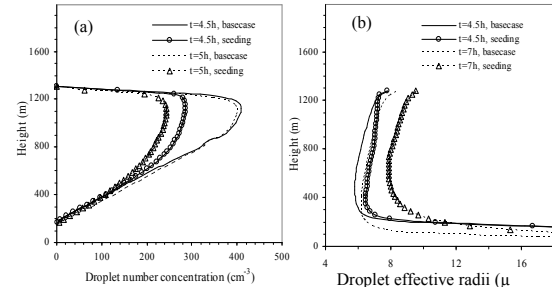 (a)
t=4.5h, basecase
t=4.5h, seeding
t=5h, basecase
t=5h, seeding
1600
1200
800
400
0
Height (m)
0 100 200 300 400 500
Droplet number concentration (cm-3)
(b)
t=4.5h, basecase
t=4.5h, seeding
t=7h, basecase
t=7h, seeding
1600
1200
800
400
0
Height (m)
4 8 12 16
Droplet effective radii (μ